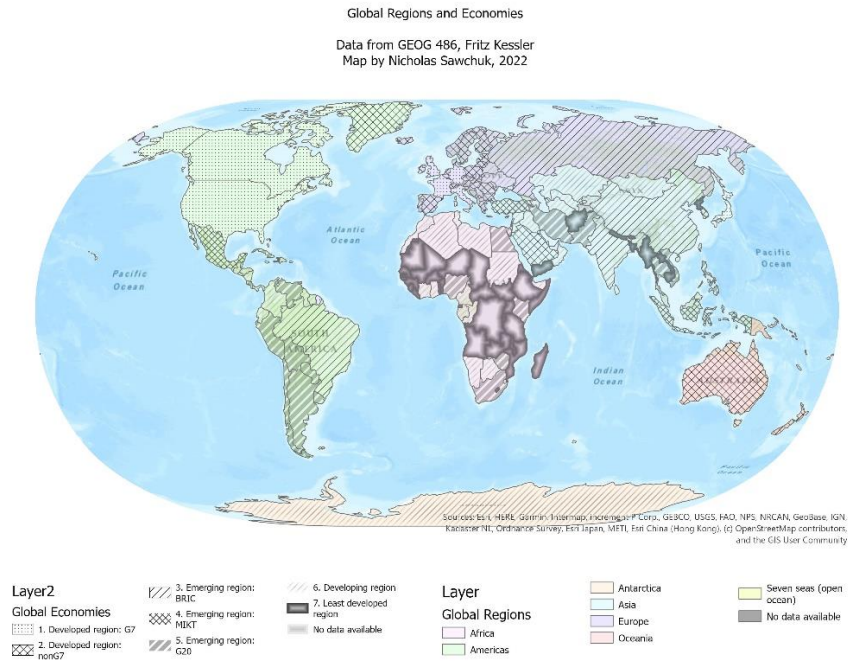 Global Regions and Economies
Data from GEOG 486, Fritz Kessler
Map by Nicholas Sawchuk, 2022
Atlantic
Ocean
Pacific
Ocean
Pacific
Ocean
ASIA
SOUTH
AMERICA
Indian
Ocean
AUSTRALIA
Pacific
Ocean
Sources: Esri, HERE, Garmin, Intermap, increment P Corp., GEBCO, USGS, FAO, NPS, NRCAN, GeoBase, IGN,
Kadaster NL, Ordnance Survey, Esri Japan, METI, Esri China (Hong Kong), (c) OpenStreetMap contributors,
and the GIS User Community
Layer2
Global Economies
1. Developed region: G7
2. Developed region:
nonG7
3. Emerging region:
BRIC
4. Emerging region:
MIKT
5. Emerging region:
G20
6. Developing region
7. Least developed
region
No data available
Layer
Global Regions
Africa
Americas
Antarctica
Asia
Europe
Oceania
Seven seas (open
ocean)
No data available